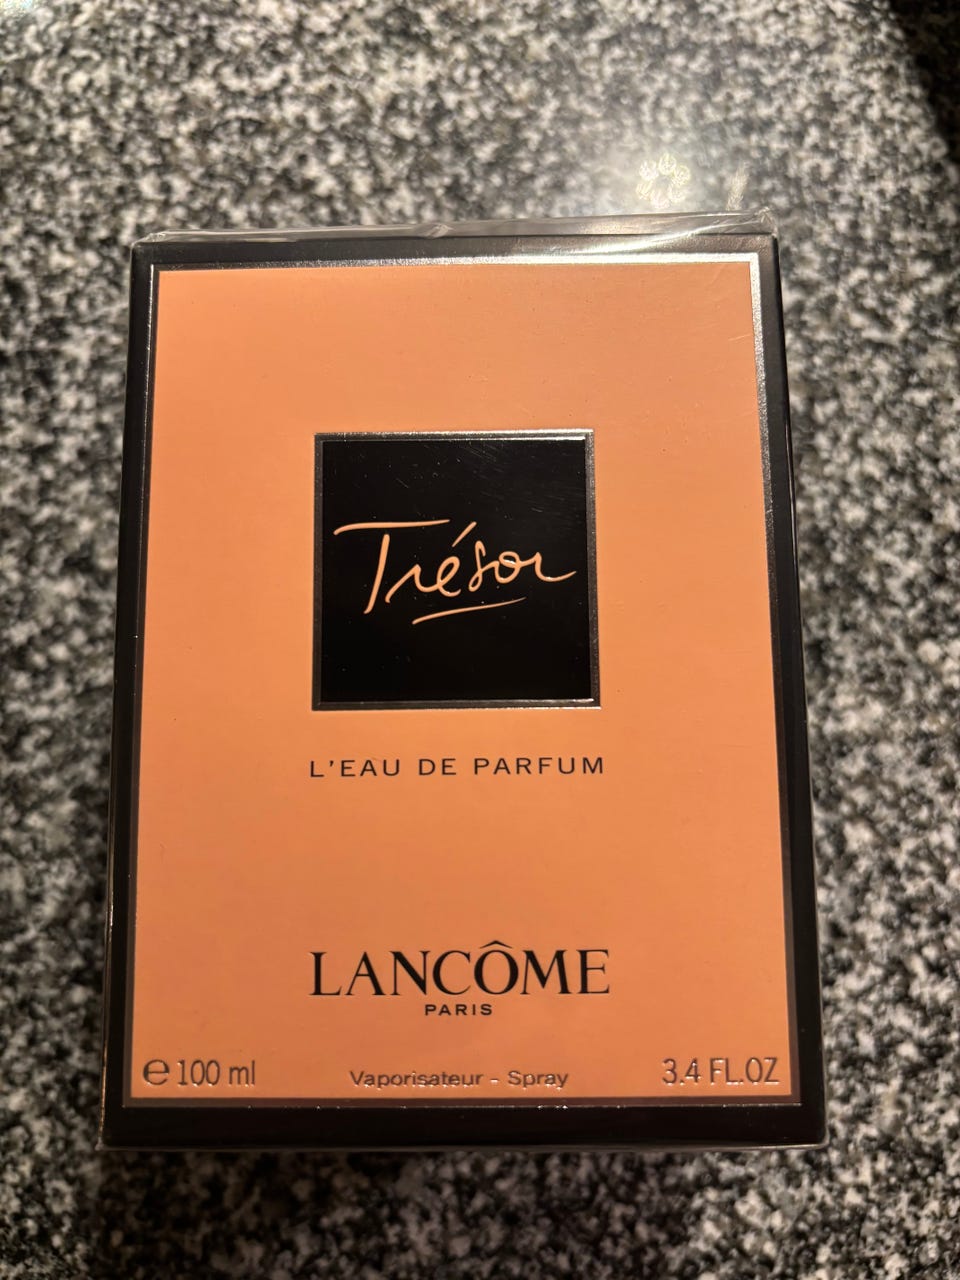 Trésor
L'EAU DE PARFUM
LANCÔME
PARIS
℮ 100 ml Vaporisateur - Spray 3.4 FL.OZ